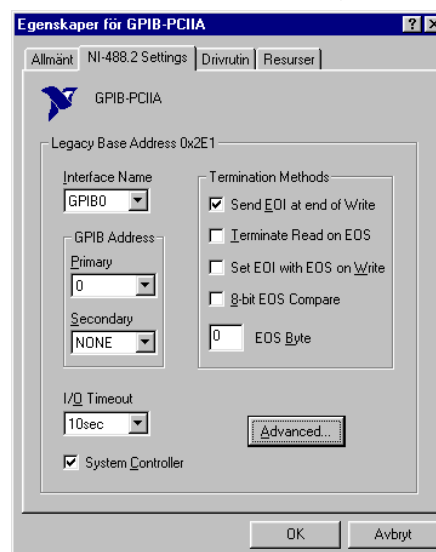 Egenskaper för GPIB-PCIIA
Allmänt NI-488.2 Settings Drivrutin Resurser
GPIB-PCIIA
Legacy Base Address 0x2E1
Interface Name
GPIB0
GPIB Address
Primary
0
Secondary
NONE
Termination Methods
Send EOI at end of Write
Terminate Read on EOS
Set EOI with EOS on Write
8-bit EOS Compare
0 EOS Byte
I/O Timeout
10sec
System Controller
Advanced...
OK Avbryt